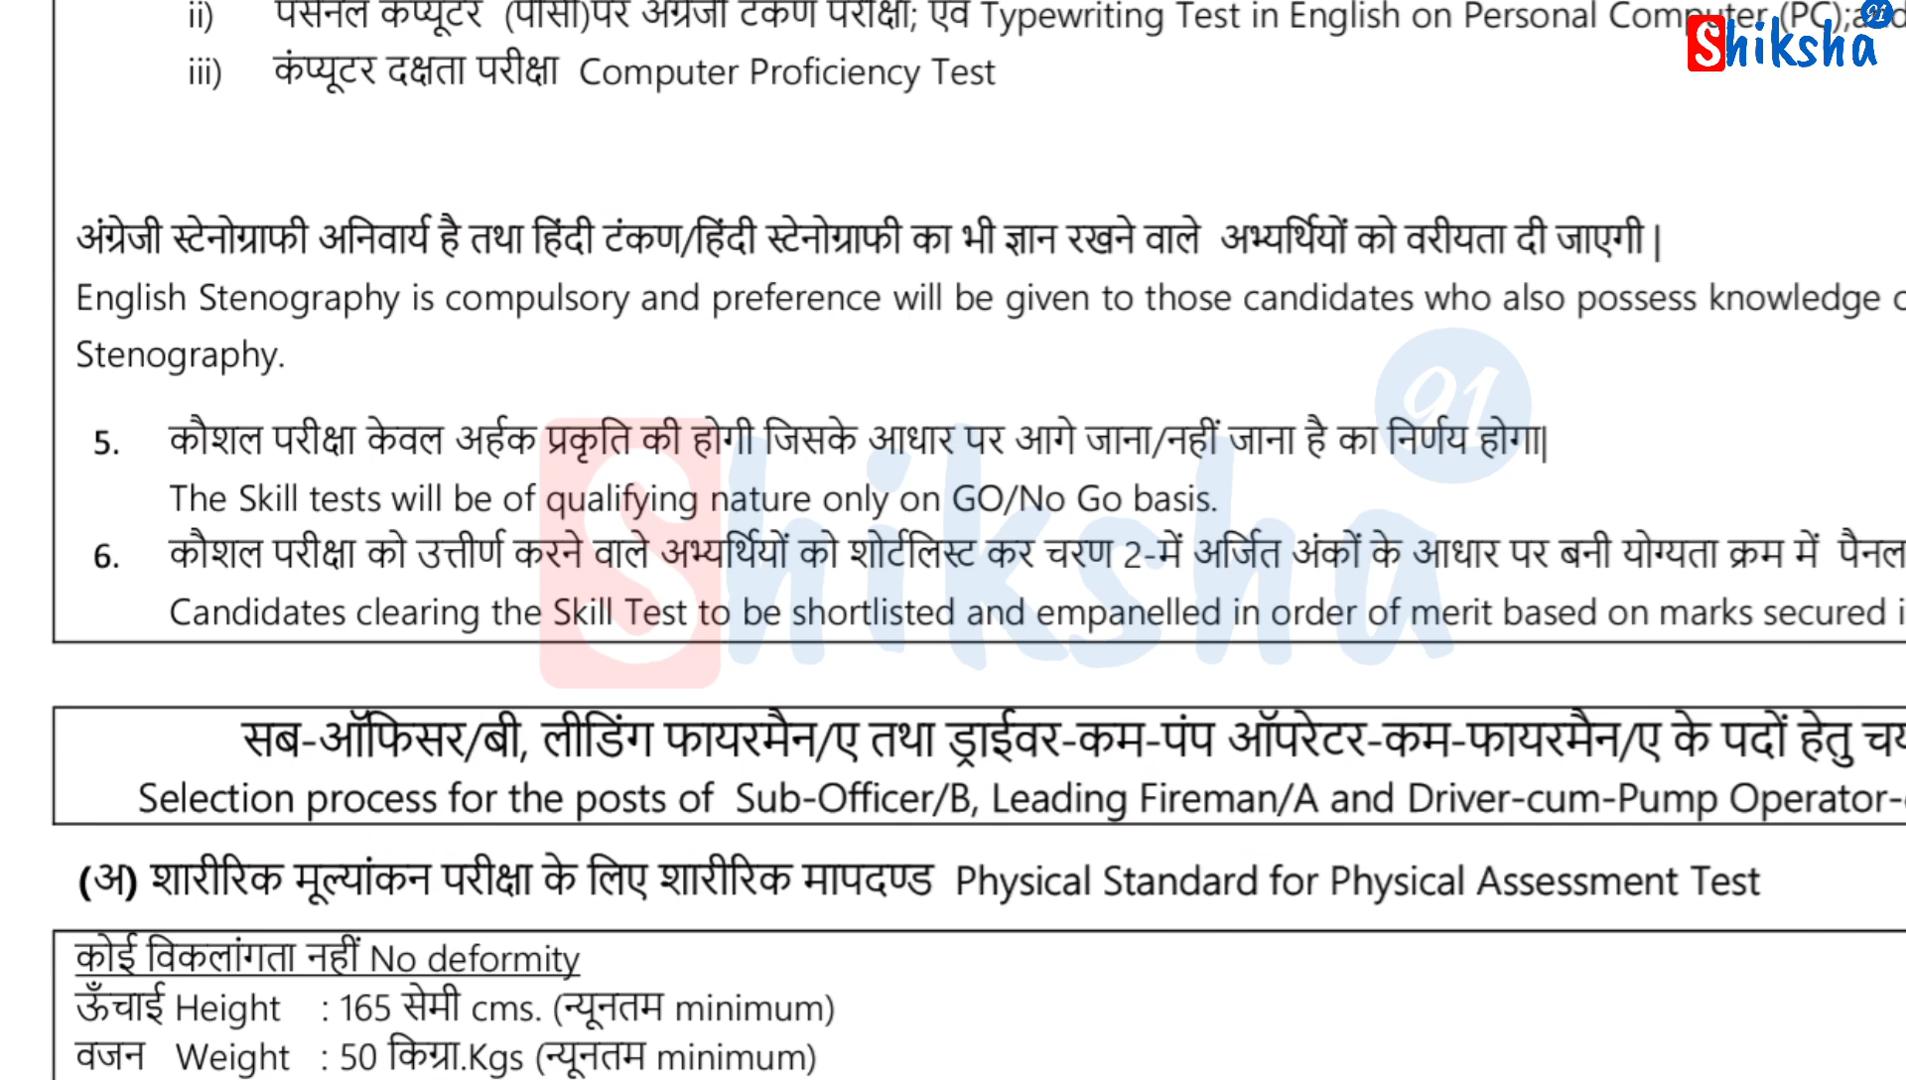 ii) पर्सनल कंप्यूटर (पीसी)पर अंग्रेजी टंकण परीक्षा; एवं Typewriting Test in English on Personal Computer (PC);and
Shiksha 91
iii) कंप्यूटर दक्षता परीक्षा Computer Proficiency Test
अंग्रेजी स्टेनोग्राफी अनिवार्य है तथा हिंदी टंकण/हिंदी स्टेनोग्राफी का भी ज्ञान रखने वाले अभ्यर्थियों को वरीयता दी जाएगी |
English Stenography is compulsory and preference will be given to those candidates who also possess knowledge
Stenography.
5. कौशल परीक्षा केवल अर्हक प्रकृति की होगी जिसके आधार पर आगे जाना/नहीं जाना है का निर्णय होगा|
The Skill tests will be of qualifying nature only on GO/No Go basis.
6. कौशल परीक्षा को उत्तीर्ण करने वाले अभ्यर्थियों को शोर्टलिस्ट कर चरण 2-में अर्जित अंकों के आधार पर बनी योग्यता क्रम में पैनल
Candidates clearing the Skill Test to be shortlisted and empanelled in order of merit based on marks secured
Shiksha 91
सब-ऑफिसर/बी, लीडिंग फायरमैन/ए तथा ड्राईवर-कम-पंप ऑपरेटर-कम-फायरमैन/ए के पदों हेतु
Selection process for the posts of Sub-Officer/B, Leading Fireman/A and Driver-cum-Pump Operator-
(अ) शारीरिक मूल्यांकन परीक्षा के लिए शारीरिक मापदण्ड Physical Standard for Physical Assessment Test
कोई विकलांगता नहीं No deformity
ऊँचाई Height : 165 सेमी cms. (न्यूनतम minimum)
वजन Weight : 50 किग्रा.Kgs (न्यूनतम minimum)